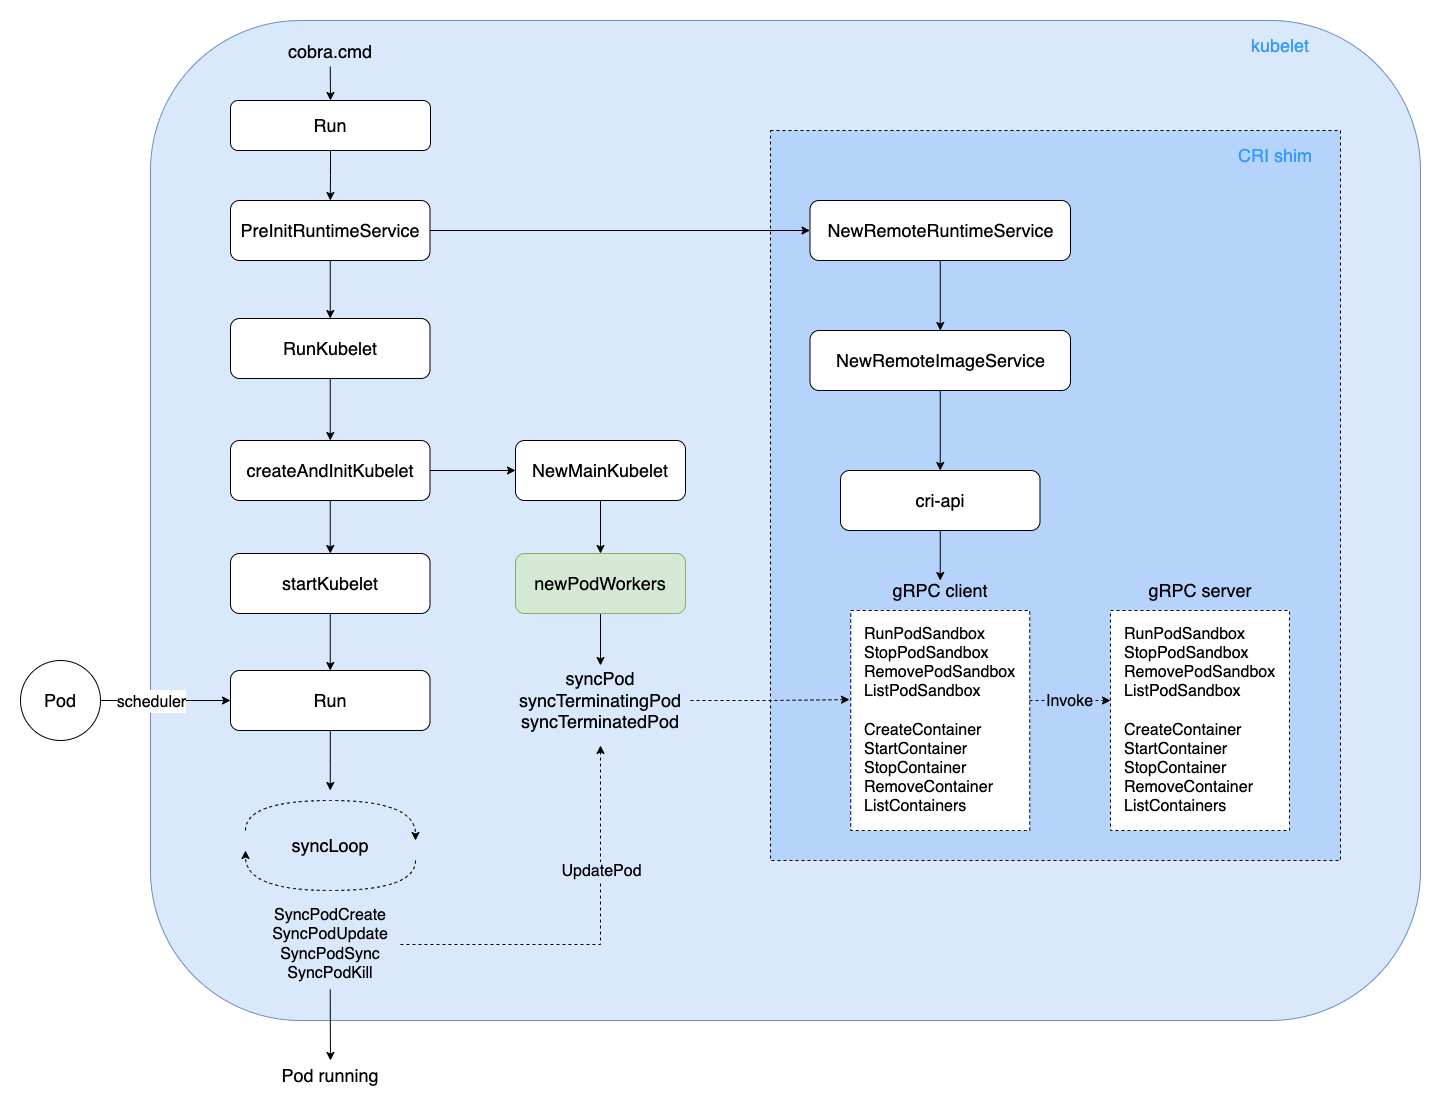 cobra.cmd
kubelet
Run
CRI shim
PreInitRuntimeService
NewRemoteRuntimeService
RunKubelet
NewRemoteImageService
createAndInitKubelet
NewMainKubelet
cri-api
startKubelet
newPodWorkers
gRPC client
gRPC server
Pod
scheduler
Run
syncPod
syncTerminatingPod
syncTerminatedPod
RunPodSandbox
StopPodSandbox
RemovePodSandbox
ListPodSandbox
CreateContainer
StartContainer
StopContainer
RemoveContainer
ListContainers
Invoke
RunPodSandbox
StopPodSandbox
RemovePodSandbox
ListPodSandbox
CreateContainer
StartContainer
StopContainer
RemoveContainer
ListContainers
syncLoop
UpdatePod
SyncPodCreate
SyncPodUpdate
SyncPodSync
SyncPodKill
Pod running